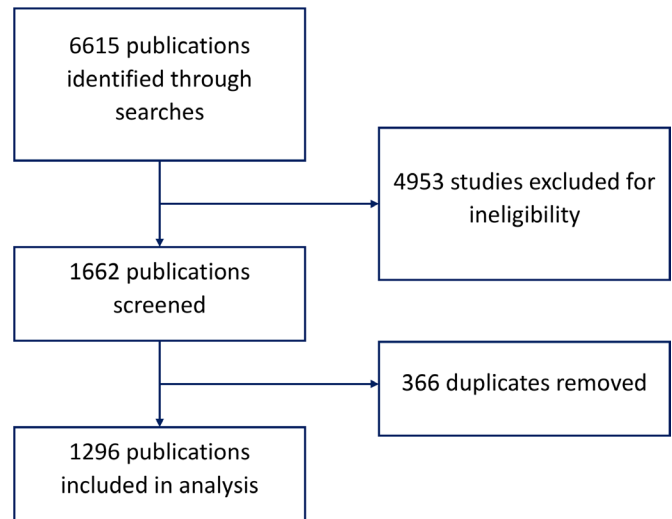 6615 publications
identified through
searches
4953 studies excluded for
ineligibility
1662 publications
screened
366 duplicates removed
1296 publications
included in analysis